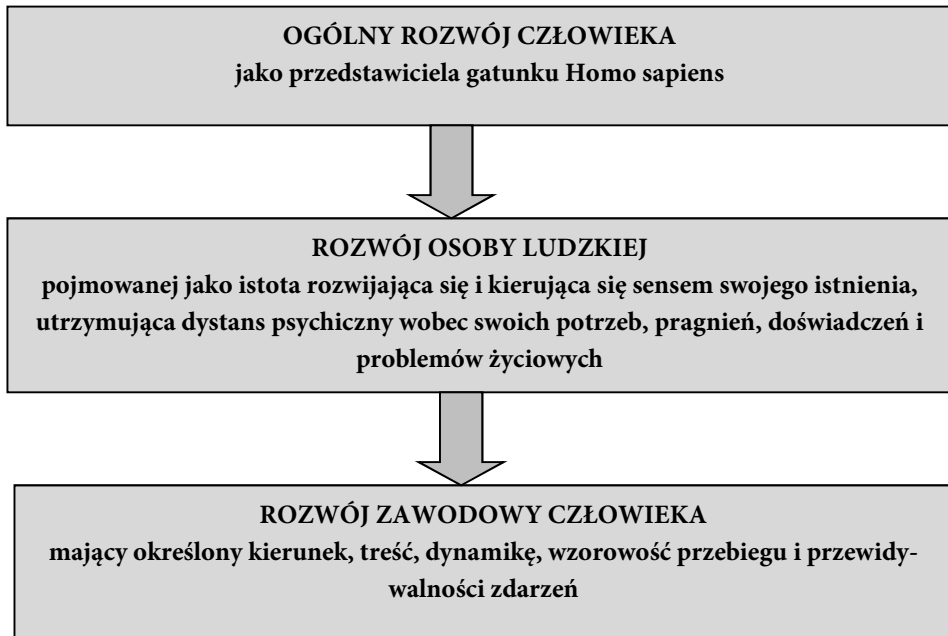 OGÓLNY ROZWÓJ CZŁOWIEKA
jako przedstawiciela gatunku Homo sapiens
ROZWÓJ OSOBY LUDZKIEJ
pojmowanej jako istota rozwijająca się i kierująca się sensem swojego istnienia,
utrzymująca dystans psychiczny wobec swoich potrzeb, pragnień, doświadczeń i
problemów życiowych
ROZWÓJ ZAWODOWY CZŁOWIEKA
mający określony kierunek, treść, dynamikę, wzorowość przebiegu i przewidy-
walności zdarzeń